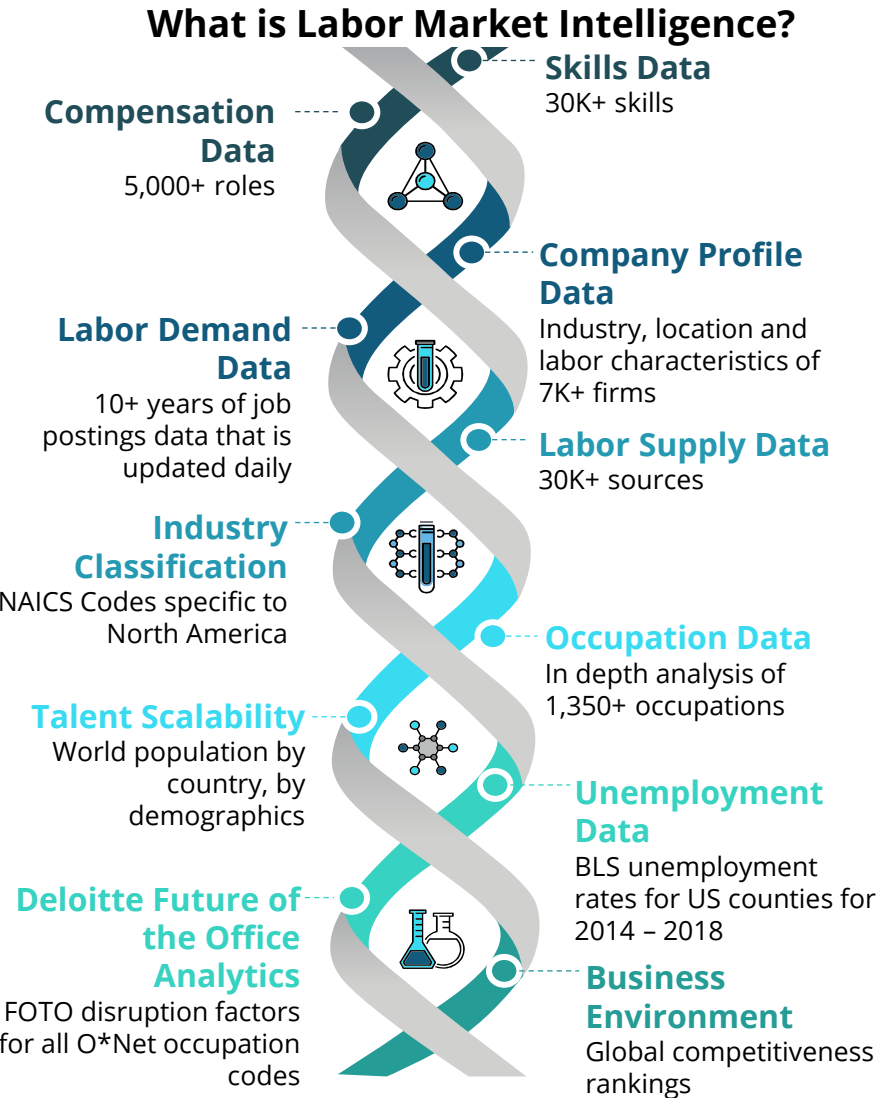 What is Labor Market Intelligence?
Skills Data
30K+ skills
Compensation
Data
5,000+ roles
Company Profile
Data
Industry, location and
labor characteristics of
7K+ firms
Labor Demand
Data
10+ years of job
postings data that is
updated daily
Labor Supply Data
30K+ sources
Industry
Classification
NAICS Codes specific to
North America
Occupation Data
In depth analysis of
1,350+ occupations
Talent Scalability
World population by
country, by
demographics
Unemployment
Data
BLS unemployment
rates for US counties for
2014 – 2018
Deloitte Future of
the Office
Analytics
FOTO disruption factors
for all O*Net occupation
codes
Business
Environment
Global competitiveness
rankings